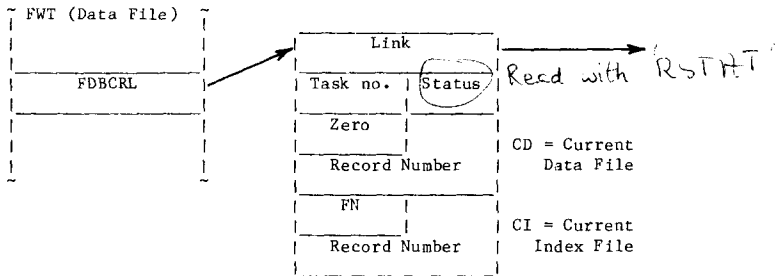 FWT (Data File)
Link
FDBCRL
Task no.
Status
Read with 'RSTAT'
Zero
Record Number
CD = Current
Data File
FN
Record Number
CI = Current
Index File